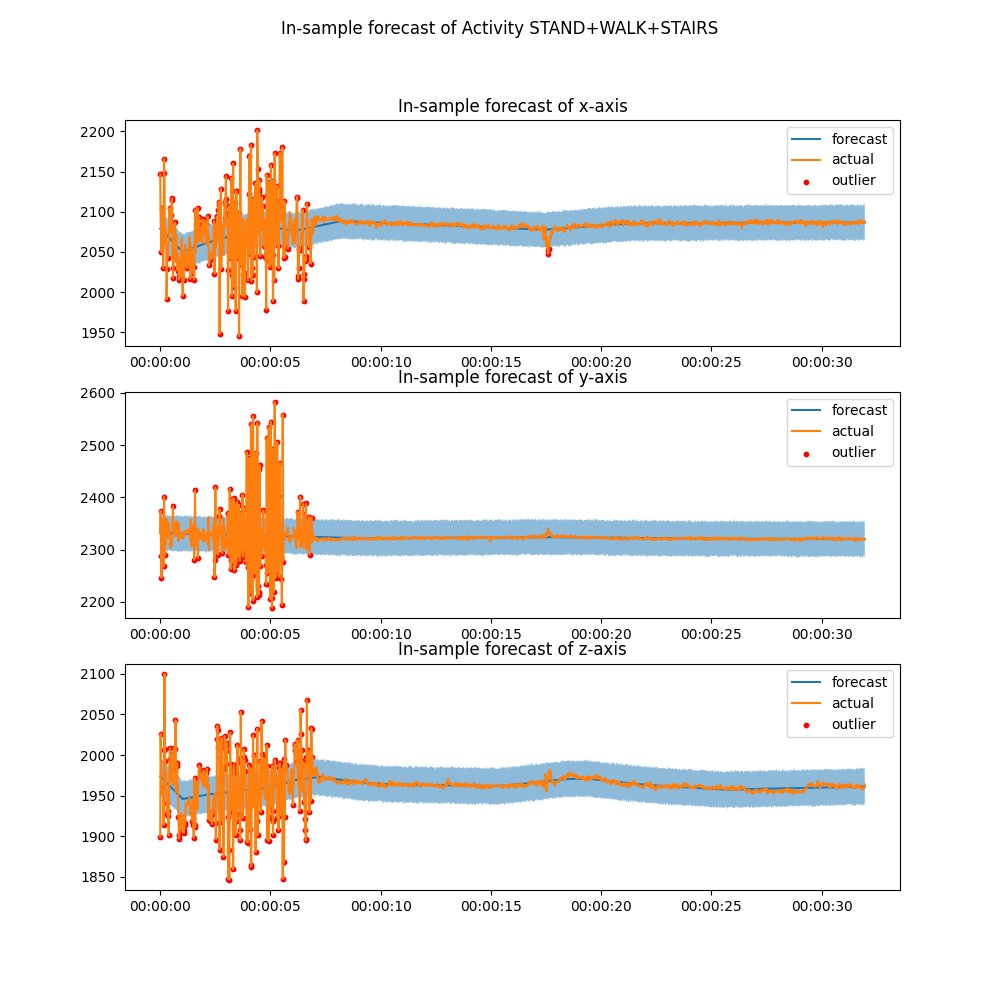 In-sample forecast of Activity STAND+WALK+STAIRS
In-sample forecast of x-axis
2200
2150
2100
2050
2000
1950
forecast
actual
outlier
00:00:00 00:00:05 00:00:10 00:00:15 00:00:20 00:00:25 00:00:30
In-sample forecast of y-axis
2600
2500
2400
2300
2200
forecast
actual
outlier
00:00:00 00:00:05 00:00:10 00:00:15 00:00:20 00:00:25 00:00:30
In-sample forecast of z-axis
2100
2050
2000
1950
1900
1850
forecast
actual
outlier
00:00:00 00:00:05 00:00:10 00:00:15 00:00:20 00:00:25 00:00:30